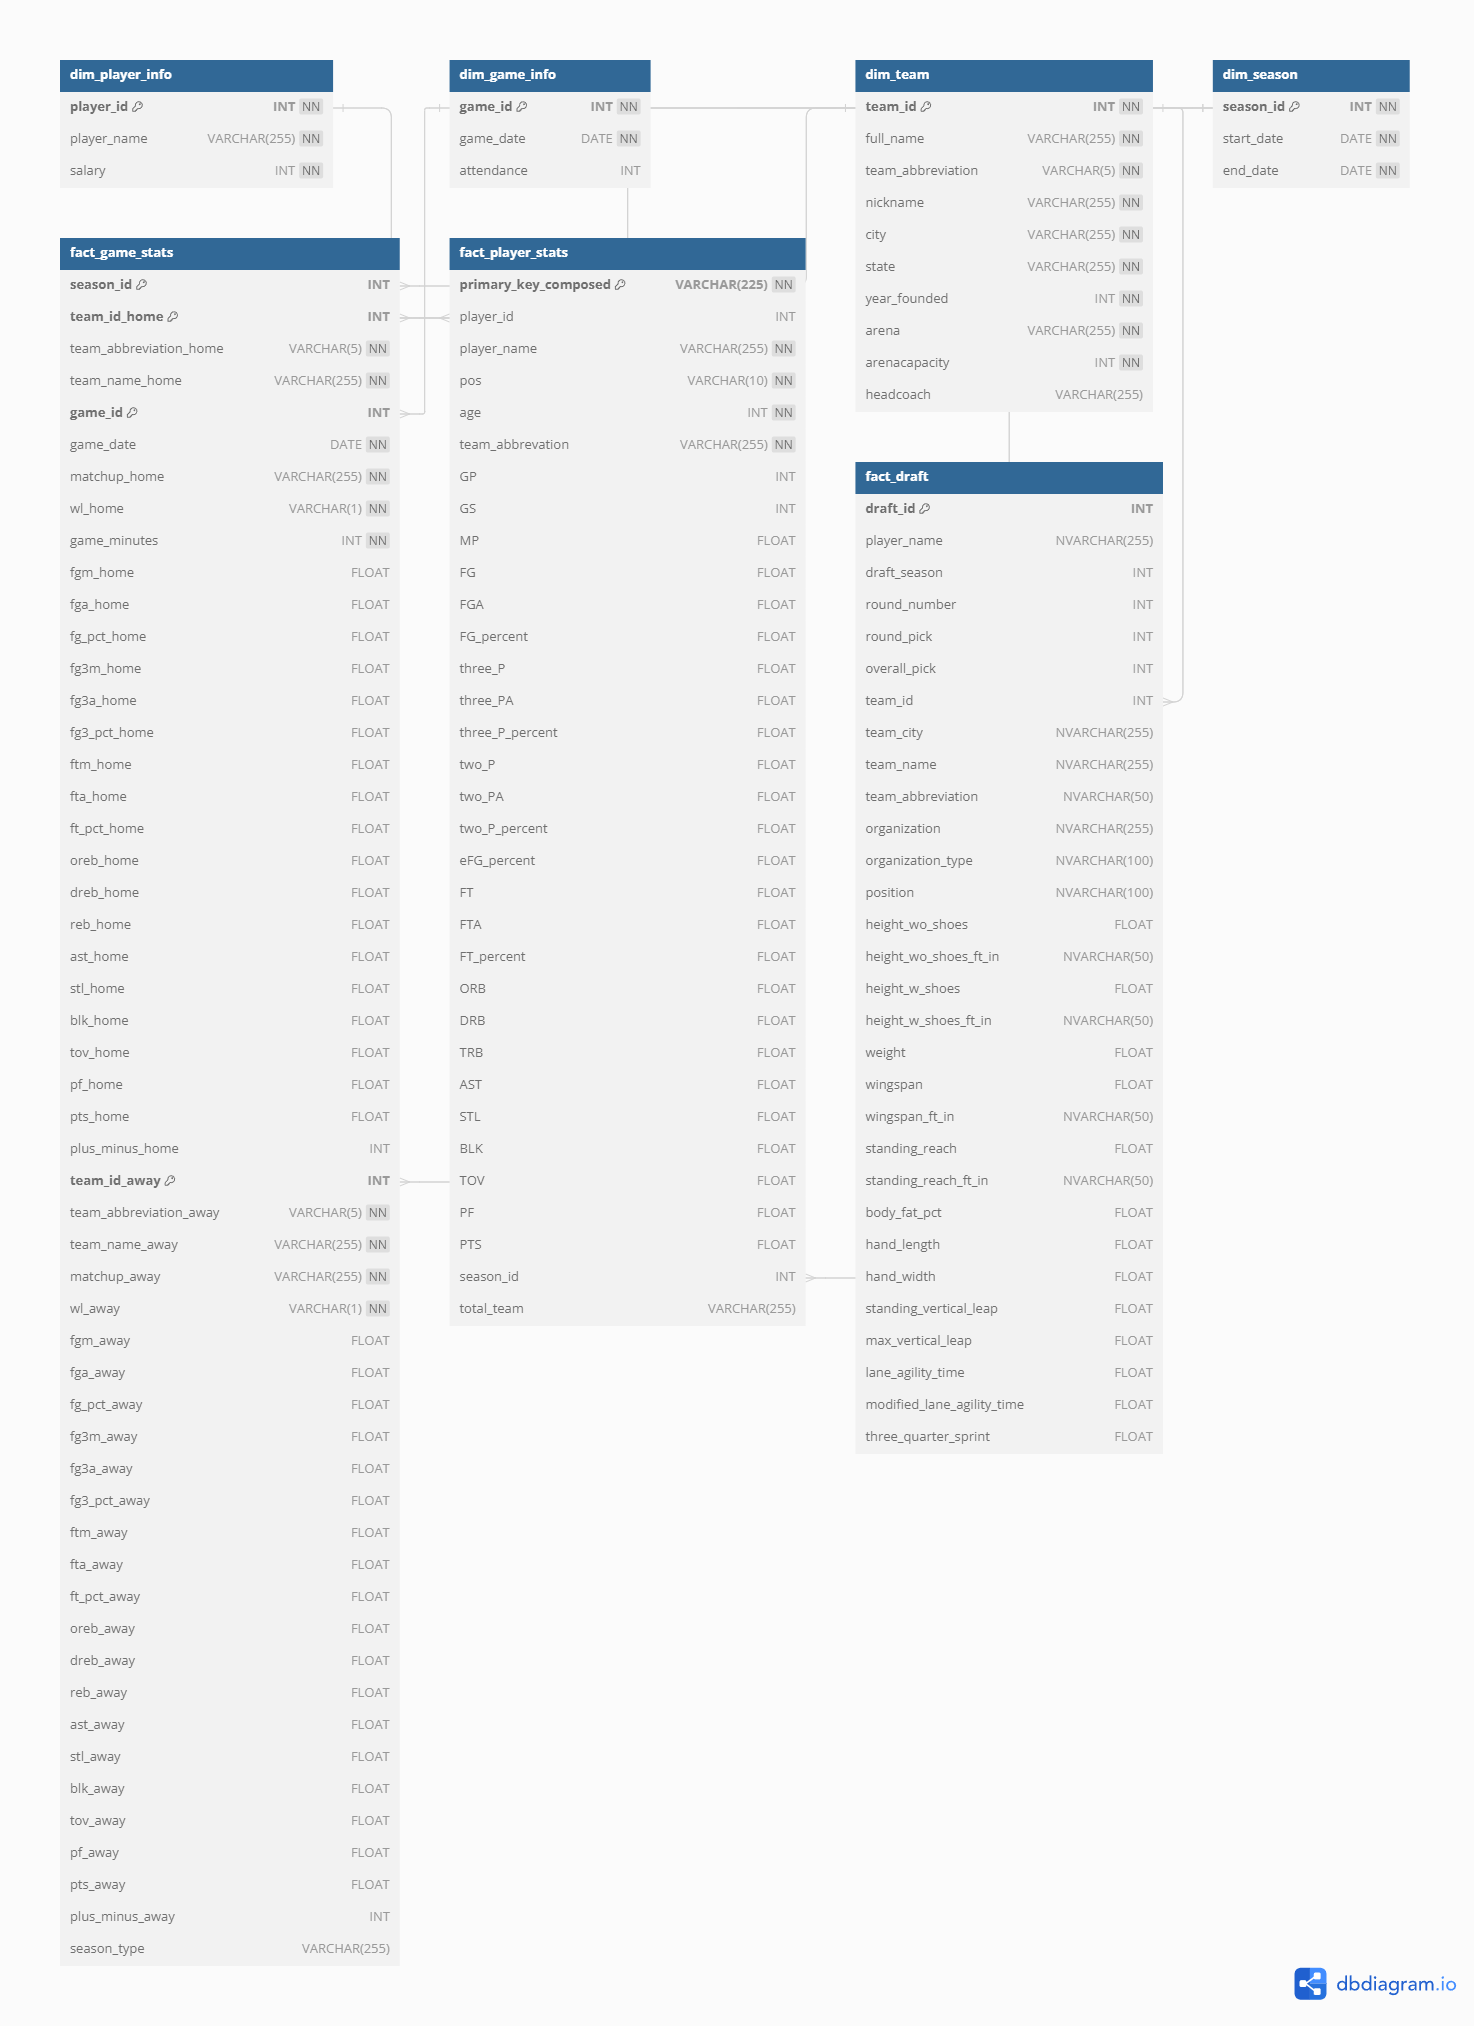 dim_player_info
player_id INT NN
player_name VARCHAR(255) NN
salary INT NN
dim_game_info
game_id INT NN
game_date DATE NN
attendance INT
dim_team
team_id INT NN
full_name VARCHAR(255) NN
team_abbreviation VARCHAR(5) NN
nickname VARCHAR(255) NN
city VARCHAR(255) NN
state VARCHAR(255) NN
year_founded INT NN
arena VARCHAR(255) NN
arenacapacity INT NN
headcoach VARCHAR(255)
dim_season
season_id INT NN
start_date DATE NN
end_date DATE NN
fact_game_stats
season_id INT
team_id_home INT
team_abbreviation_home VARCHAR(5) NN
team_name_home VARCHAR(255) NN
game_id INT
game_date DATE NN
matchup_home VARCHAR(255) NN
wl_home VARCHAR(1) NN
game_minutes INT NN
fgm_home FLOAT
fga_home FLOAT
fg_pct_home FLOAT
fg3m_home FLOAT
fg3a_home FLOAT
fg3_pct_home FLOAT
ftm_home FLOAT
fta_home FLOAT
ft_pct_home FLOAT
oreb_home FLOAT
dreb_home FLOAT
reb_home FLOAT
ast_home FLOAT
stl_home FLOAT
blk_home FLOAT
tov_home FLOAT
pf_home FLOAT
pts_home FLOAT
plus_minus_home INT
team_id_away INT
team_abbreviation_away VARCHAR(5) NN
team_name_away VARCHAR(255) NN
matchup_away VARCHAR(255) NN
wl_away VARCHAR(1) NN
fgm_away FLOAT
fga_away FLOAT
fg_pct_away FLOAT
fg3m_away FLOAT
fg3a_away FLOAT
fg3_pct_away FLOAT
ftm_away FLOAT
fta_away FLOAT
ft_pct_away FLOAT
oreb_away FLOAT
dreb_away FLOAT
reb_away FLOAT
ast_away FLOAT
stl_away FLOAT
blk_away FLOAT
tov_away FLOAT
pf_away FLOAT
pts_away FLOAT
plus_minus_away INT
season_type VARCHAR(255)
fact_player_stats
primary_key_composed VARCHAR(225) NN
player_id INT
player_name VARCHAR(255) NN
pos VARCHAR(10) NN
age INT NN
team_abbrevation VARCHAR(255) NN
GP INT
GS INT
MP FLOAT
FG FLOAT
FGA FLOAT
FG_percent FLOAT
three_P FLOAT
three_PA FLOAT
three_P_percent FLOAT
two_P FLOAT
two_PA FLOAT
two_P_percent FLOAT
eFG_percent FLOAT
FT FLOAT
FTA FLOAT
FT_percent FLOAT
ORB FLOAT
DRB FLOAT
TRB FLOAT
AST FLOAT
STL FLOAT
BLK FLOAT
TOV FLOAT
PF FLOAT
PTS FLOAT
season_id INT
total_team VARCHAR(255)
fact_draft
draft_id INT
player_name NVARCHAR(255)
draft_season INT
round_number INT
round_pick INT
overall_pick INT
team_id INT
team_city NVARCHAR(255)
team_name NVARCHAR(255)
team_abbreviation NVARCHAR(50)
organization NVARCHAR(255)
organization_type NVARCHAR(100)
position NVARCHAR(100)
height_wo_shoes FLOAT
height_wo_shoes_ft_in NVARCHAR(50)
height_w_shoes FLOAT
height_w_shoes_ft_in NVARCHAR(50)
weight FLOAT
wingspan FLOAT
wingspan_ft_in NVARCHAR(50)
standing_reach FLOAT
standing_reach_ft_in NVARCHAR(50)
body_fat_pct FLOAT
hand_length FLOAT
hand_width FLOAT
standing_vertical_leap FLOAT
max_vertical_leap FLOAT
lane_agility_time FLOAT
modified_lane_agility_time FLOAT
three_quarter_sprint FLOAT
dbdiagram.io